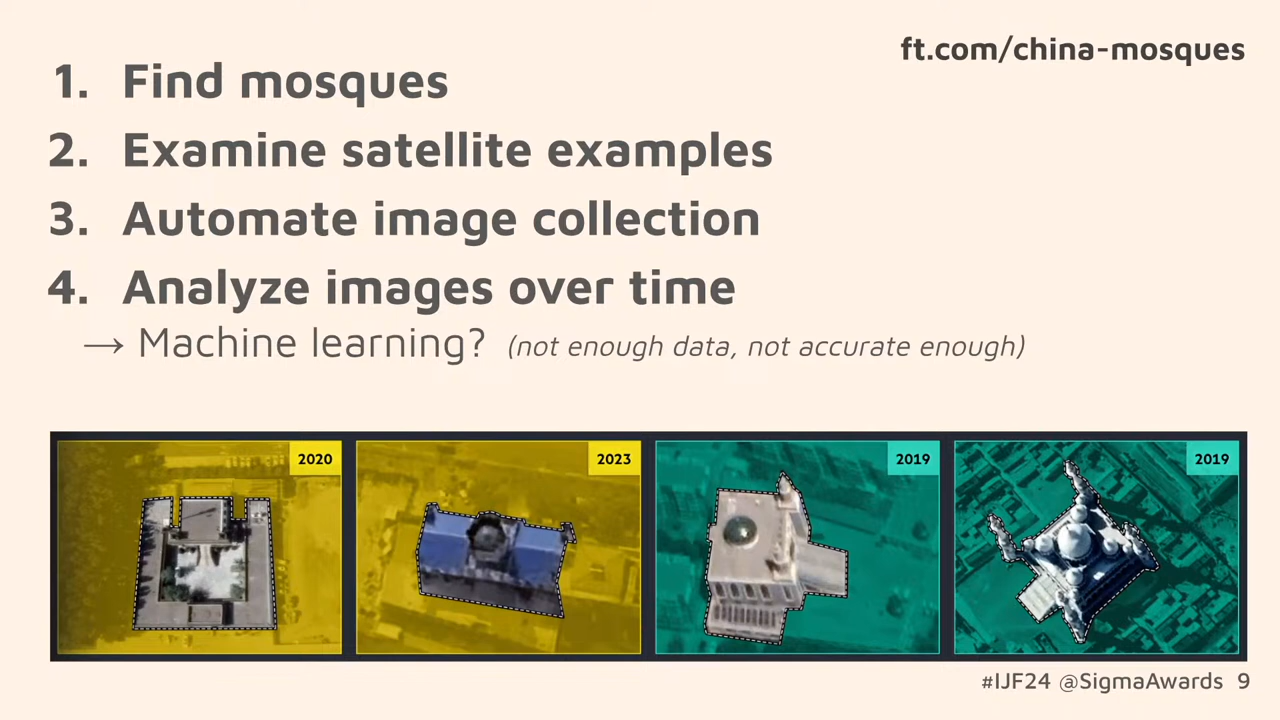 ft.com/china-mosques
1. Find mosques
2. Examine satellite examples
3. Automate image collection
4. Analyze images over time
→ Machine learning? (not enough data, not accurate enough)
2020
2023
2019
2019
#IJF24 @SigmaAwards 9